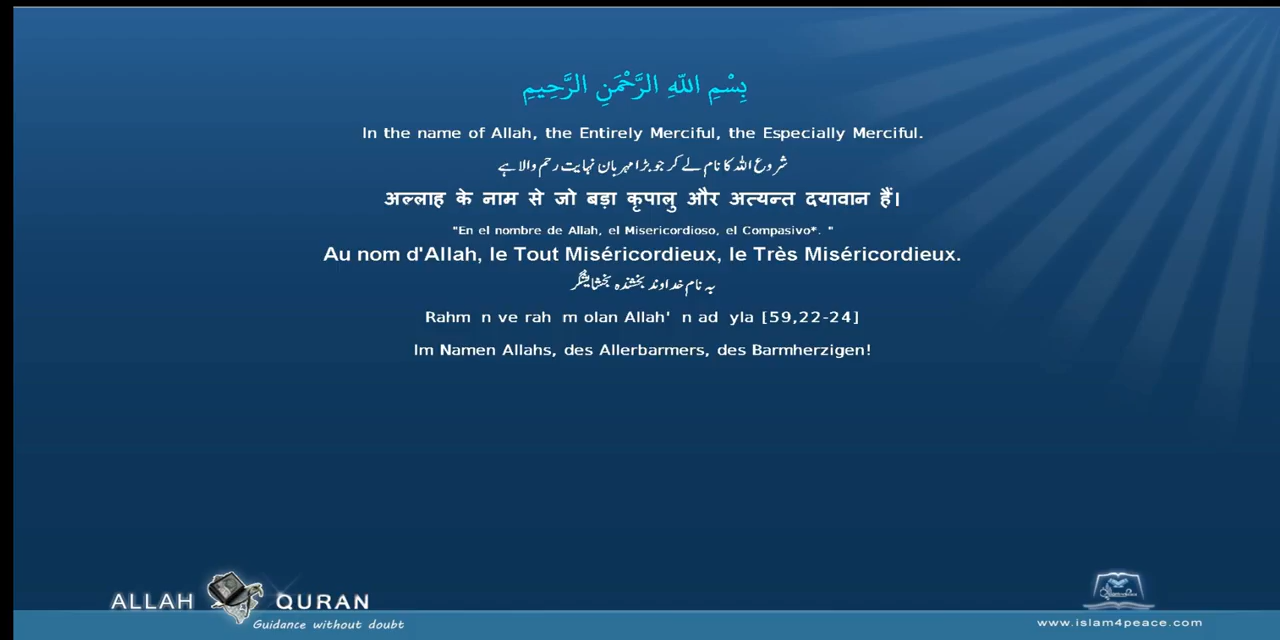 بِسْمِ اللّهِ الرَّحْمَنِ الرَّحِيمِ
In the name of Allah, the Entirely Merciful, the Especially Merciful.
شروع الله کا نام لے کر جو بڑا مہربان نہایت رحم والا ہے
अल्लाह के नाम से जो बड़ा कृपालु और अत्यन्त दयावान हैं।
"En el nombre de Allah, el Misericordioso, el Compasivo*. "
Au nom d'Allah, le Tout Miséricordieux, le Très Miséricordieux.
به نام خداوند بخشنده بخشایشگر
Rahm n ve rah m olan Allah' n ad yla [59,22-24]
Im Namen Allahs, des Allerbarmers, des Barmherzigen!
ALLAH QURAN
Guidance without doubt
www.islam4peace.com